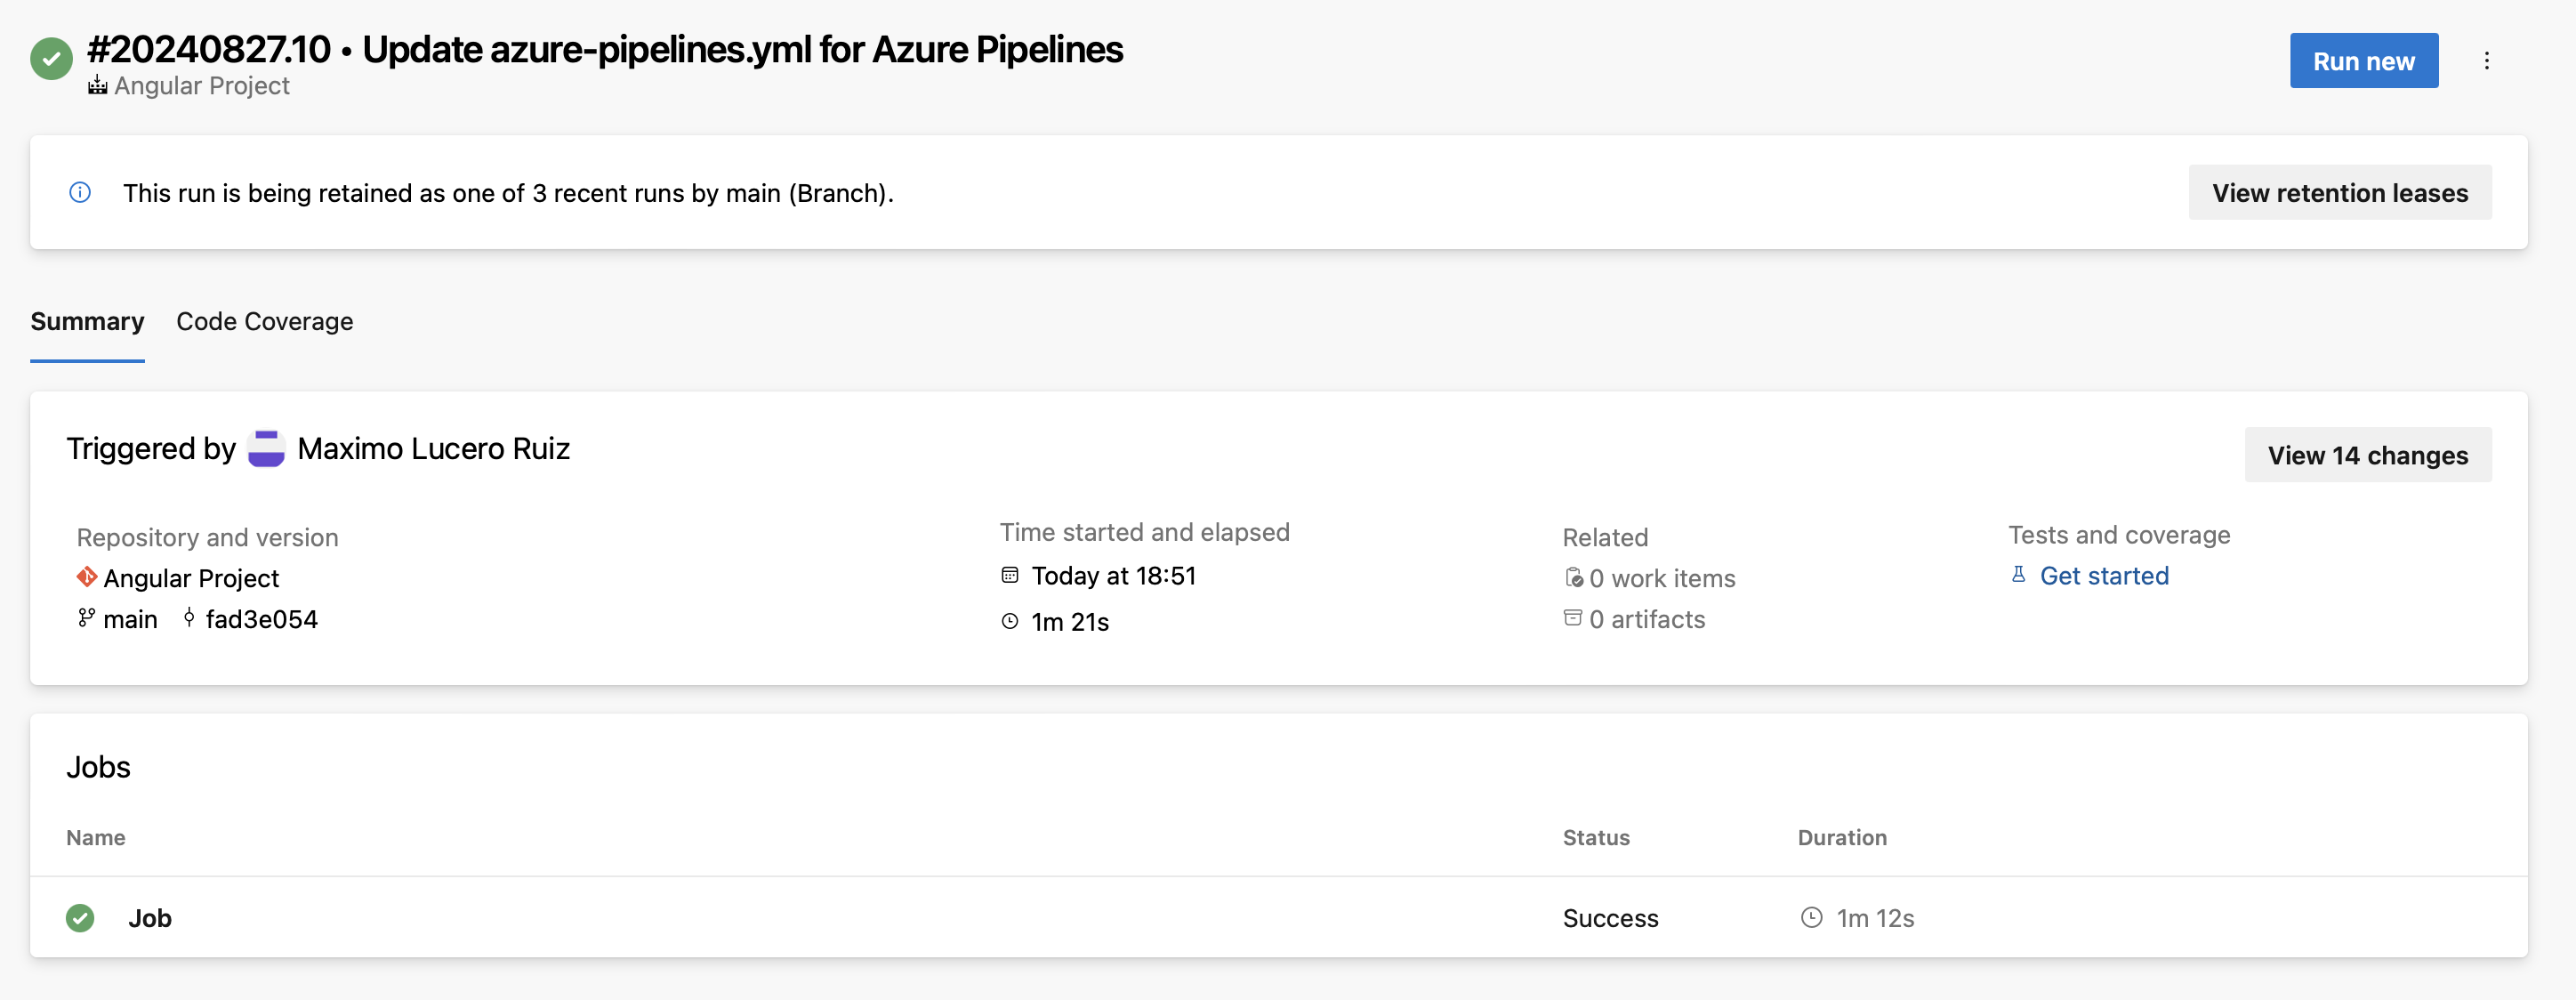 #20240827.10 • Update azure-pipelines.yml for Azure Pipelines
Angular Project
Run new
This run is being retained as one of 3 recent runs by main (Branch).
View retention leases
Summary
Code Coverage
Triggered by Maximo Lucero Ruiz
View 14 changes
Repository and version
Angular Project
main fad3e054
Time started and elapsed
Today at 18:51
1m 21s
Related
0 work items
0 artifacts
Tests and coverage
Get started
Jobs
Name Status Duration
Job Success 1m 12s